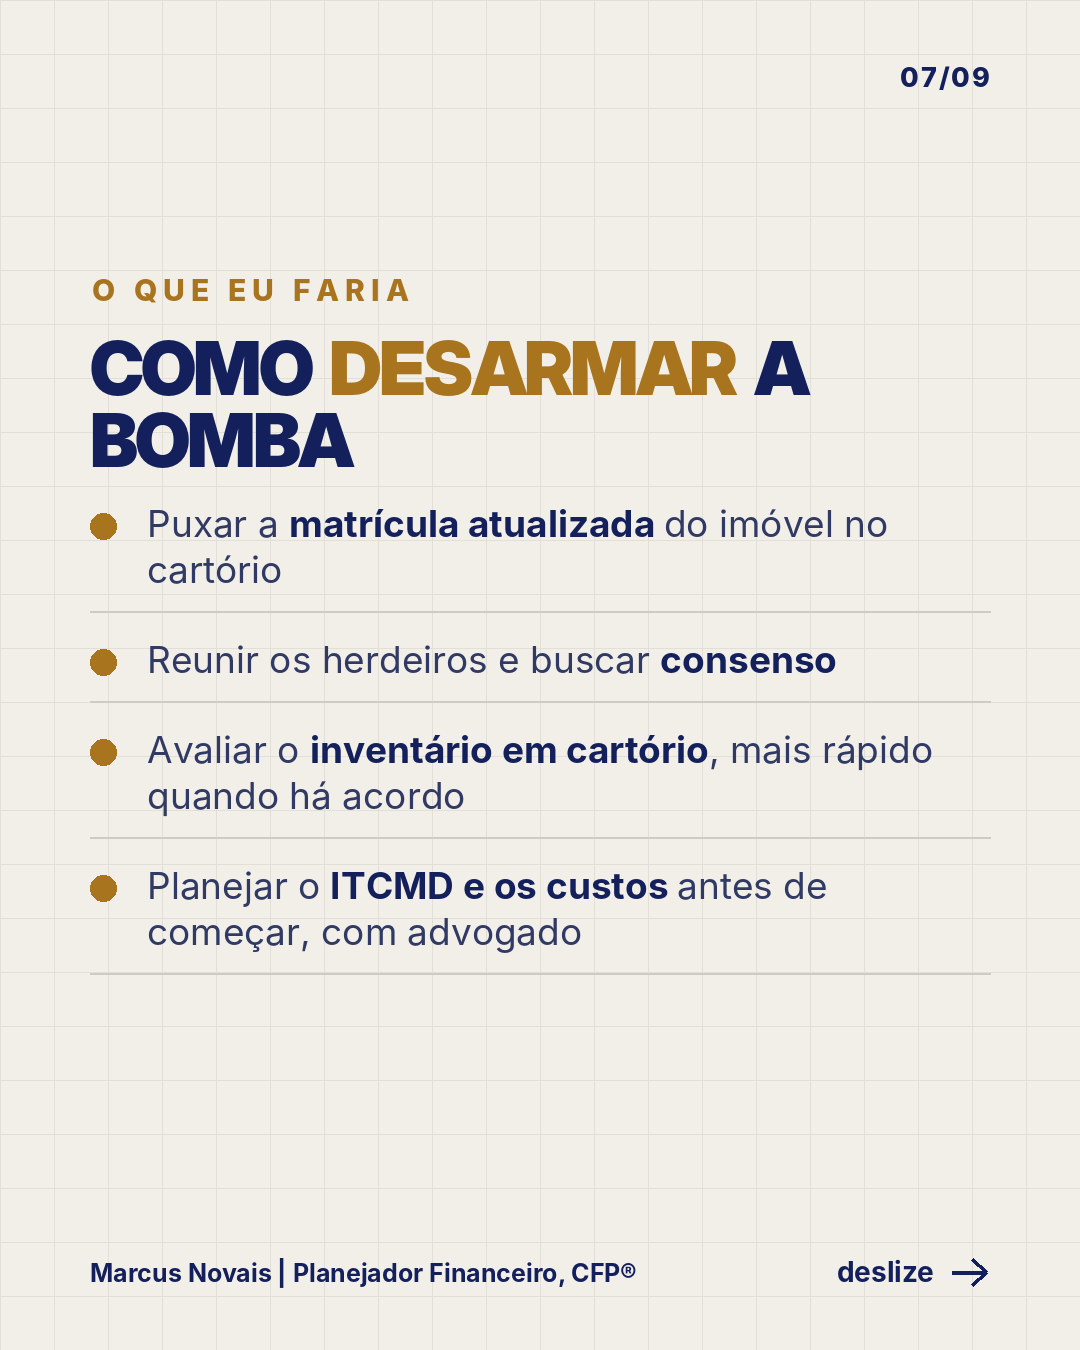 07/09
O QUE EU FARIA
COMO DESARMAR A
BOMBA
Puxar a matrícula atualizada do imóvel no
cartório
Reunir os herdeiros e buscar consenso
Avaliar o inventário em cartório, mais rápido
quando há acordo
Planejar o ITCMD e os custos antes de
começar, com advogado
Marcus Novais | Planejador Financeiro, CFP®
deslize →